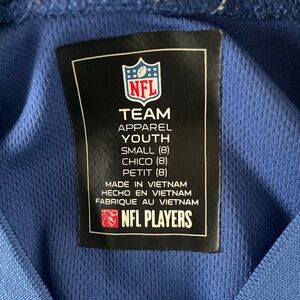 NFL
TEAM
APPAREL
YOUTH
SMALL (8)
CHICO (8)
PETIT (8)
MADE IN VIETNAM
HECHO EN VIETNAM
FABRIQUE AU VIETNAM
NFL PLAYERS